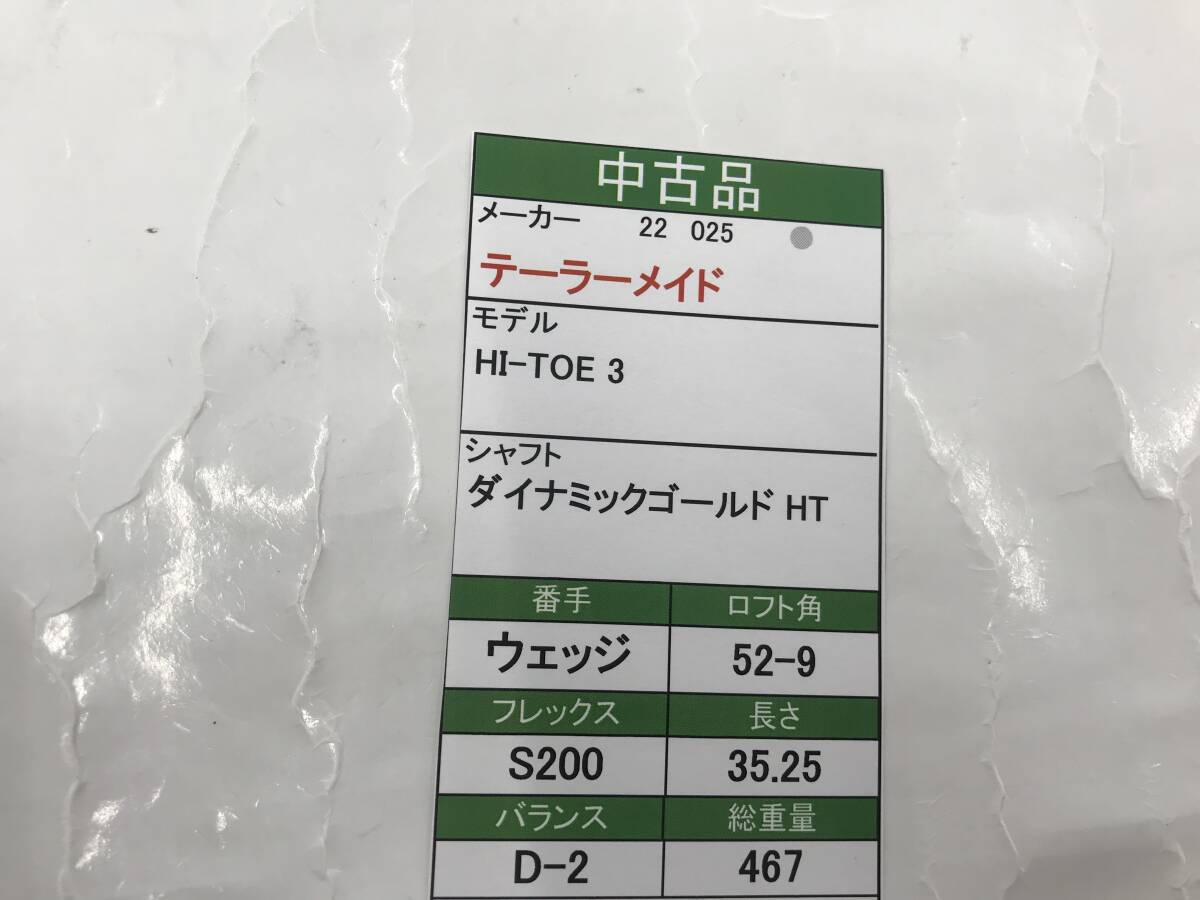 中古品
メーカー 22 025
テーラーメイド
モデル
HI-TOE 3
シャフト
ダイナミックゴールド HT
番手 ロフト角
ウェッジ 52-9
フレックス 長さ
S200 35.25
バランス 総重量
D-2 467